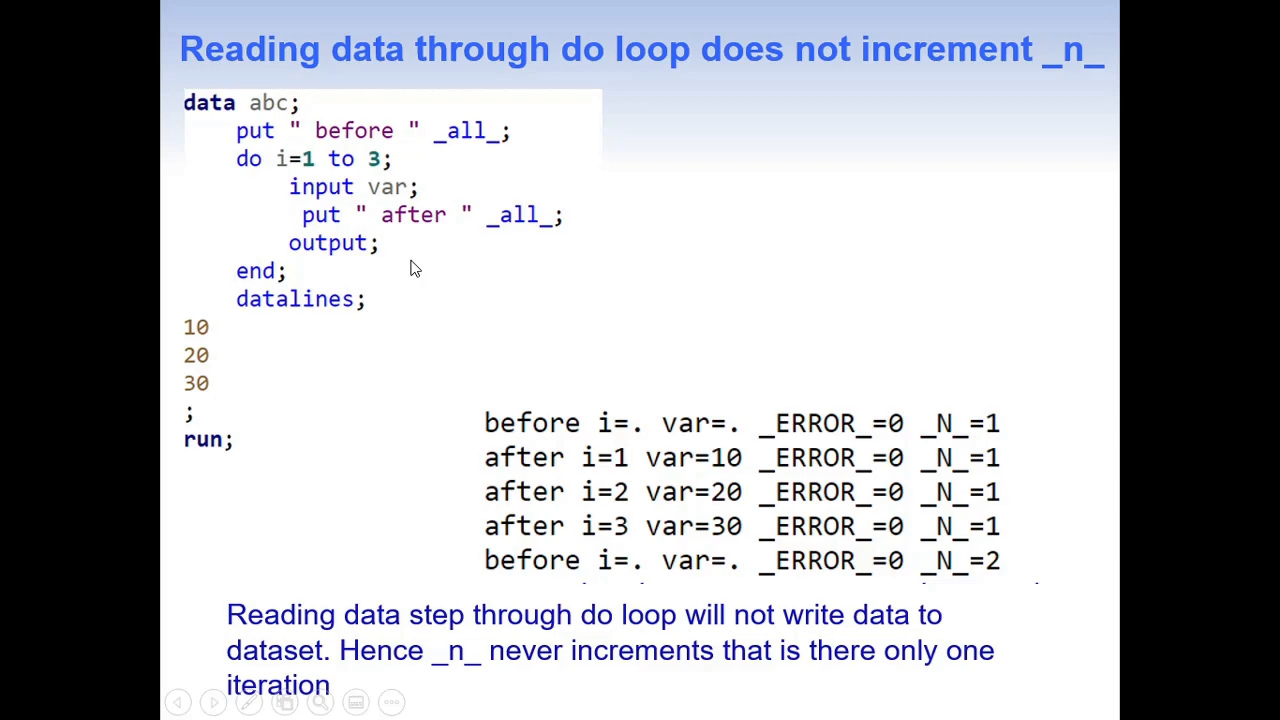 Reading data through do loop does not increment _n_
data abc;
put " before " _all_;
do i=1 to 3;
input var;
put " after " _all_;
output;
end;
datalines;
10
20
30
;
run;
before i=. var=. _ERROR_=0 _N_=1
after i=1 var=10 _ERROR_=0 _N_=1
after i=2 var=20 _ERROR_=0 _N_=1
after i=3 var=30 _ERROR_=0 _N_=1
before i=. var=. _ERROR_=0 _N_=2
Reading data step through do loop will not write data to
dataset. Hence _n_ never increments that is there only one
iteration